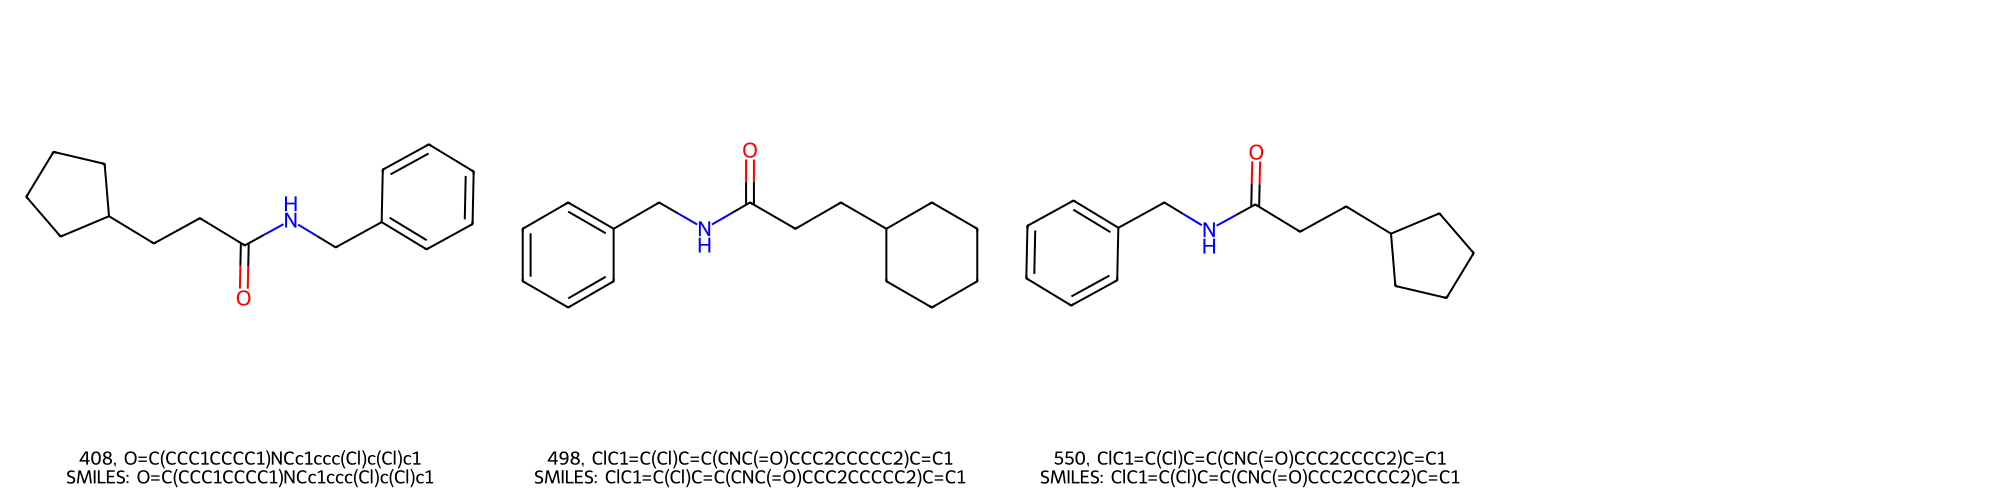 O
H
N
O
H
N
O
N
H
O
N
H
408, O=C(CCC1CCCC1)NCc1ccc(Cl)c(Cl)c1
SMILES: O=C(CCC1CCCC1)NCc1ccc(Cl)c(Cl)c1
498, ClC1=C(Cl)C=C(CNC(=O)CCC2CCCCC2)C=C1
SMILES: ClC1=C(Cl)C=C(CNC(=O)CCC2CCCCC2)C=C1
550, ClC1=C(Cl)C=C(CNC(=O)CCC2CCCC2)C=C1
SMILES: ClC1=C(Cl)C=C(CNC(=O)CCC2CCCC2)C=C1